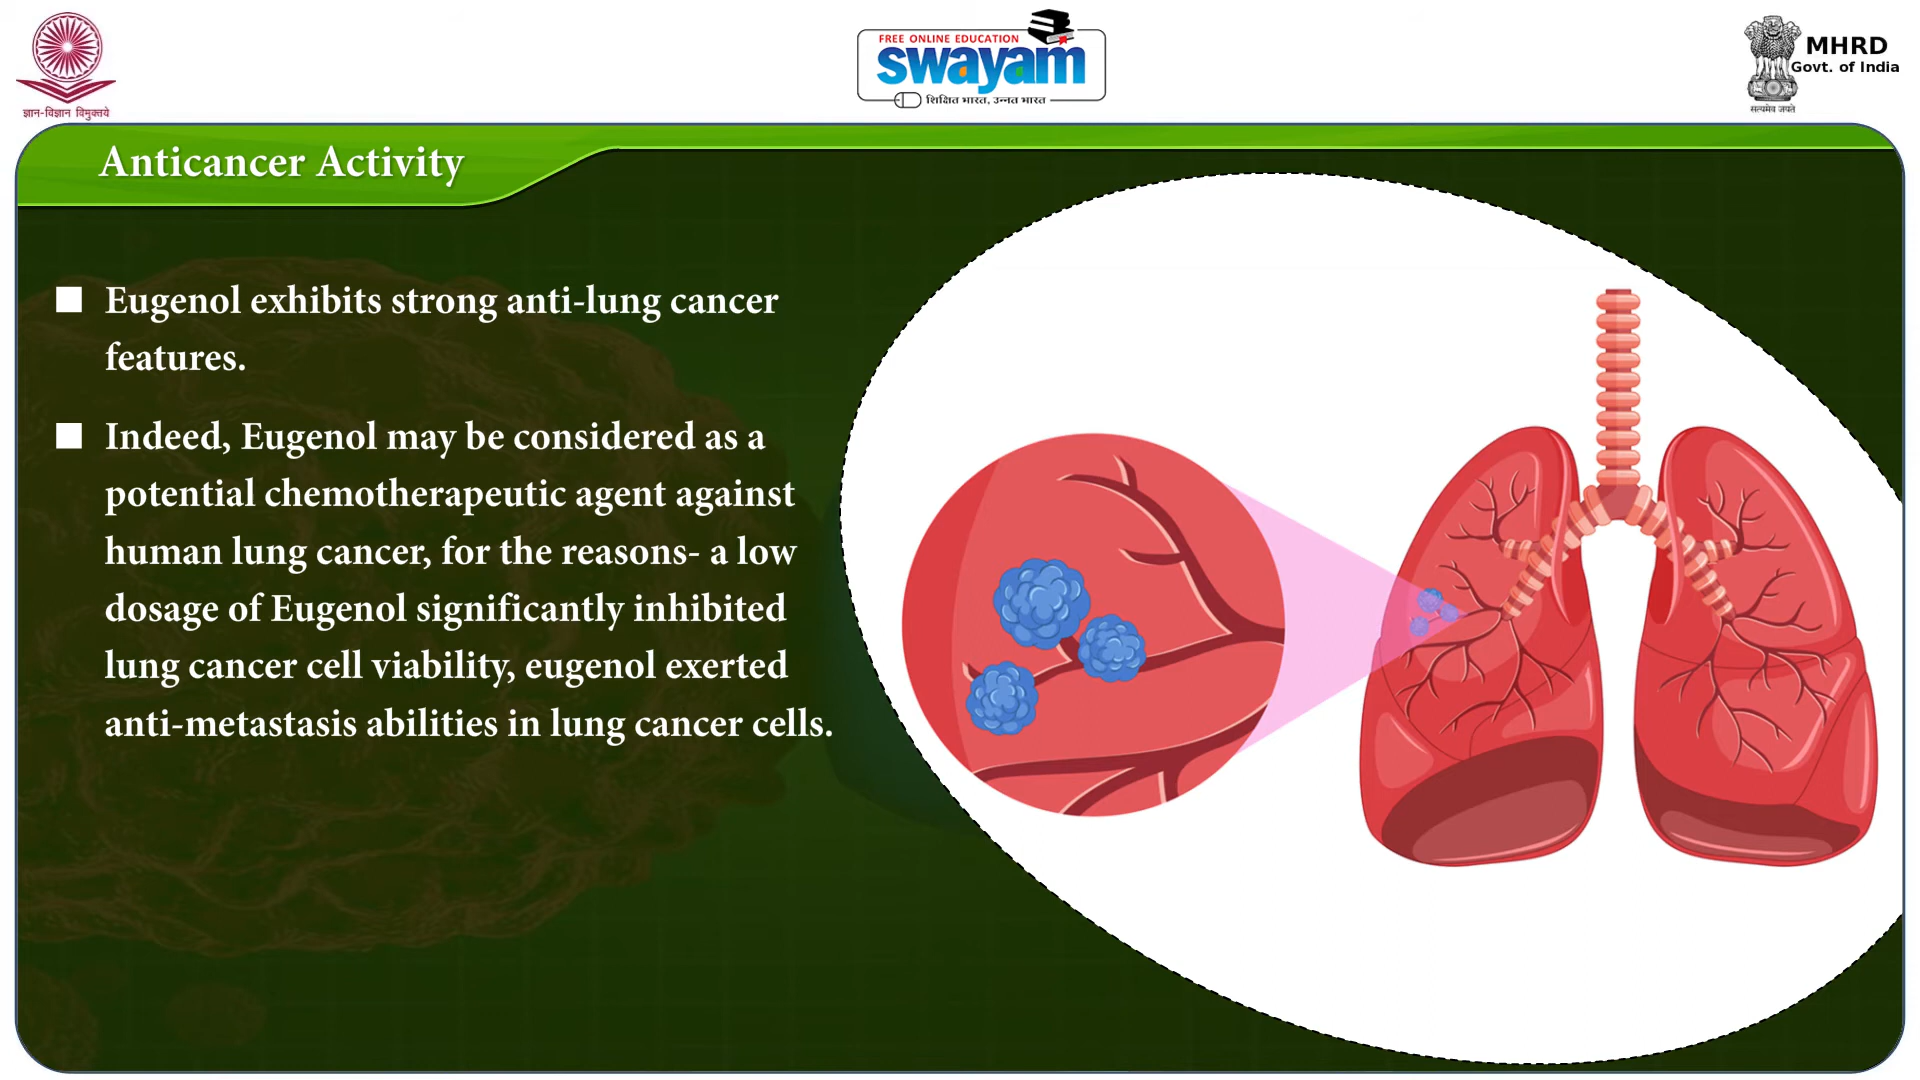 ज्ञान-विज्ञान विमुक्तये
FREE ONLINE EDUCATION
swayam
शिक्षित भारत, उन्नत भारत
MHRD
Govt. of India
सत्यमेव जयते
Anticancer Activity
Eugenol exhibits strong anti-lung cancer
features.
Indeed, Eugenol may be considered as a
potential chemotherapeutic agent against
human lung cancer, for the reasons- a low
dosage of Eugenol significantly inhibited
lung cancer cell viability, eugenol exerted
anti-metastasis abilities in lung cancer cells.